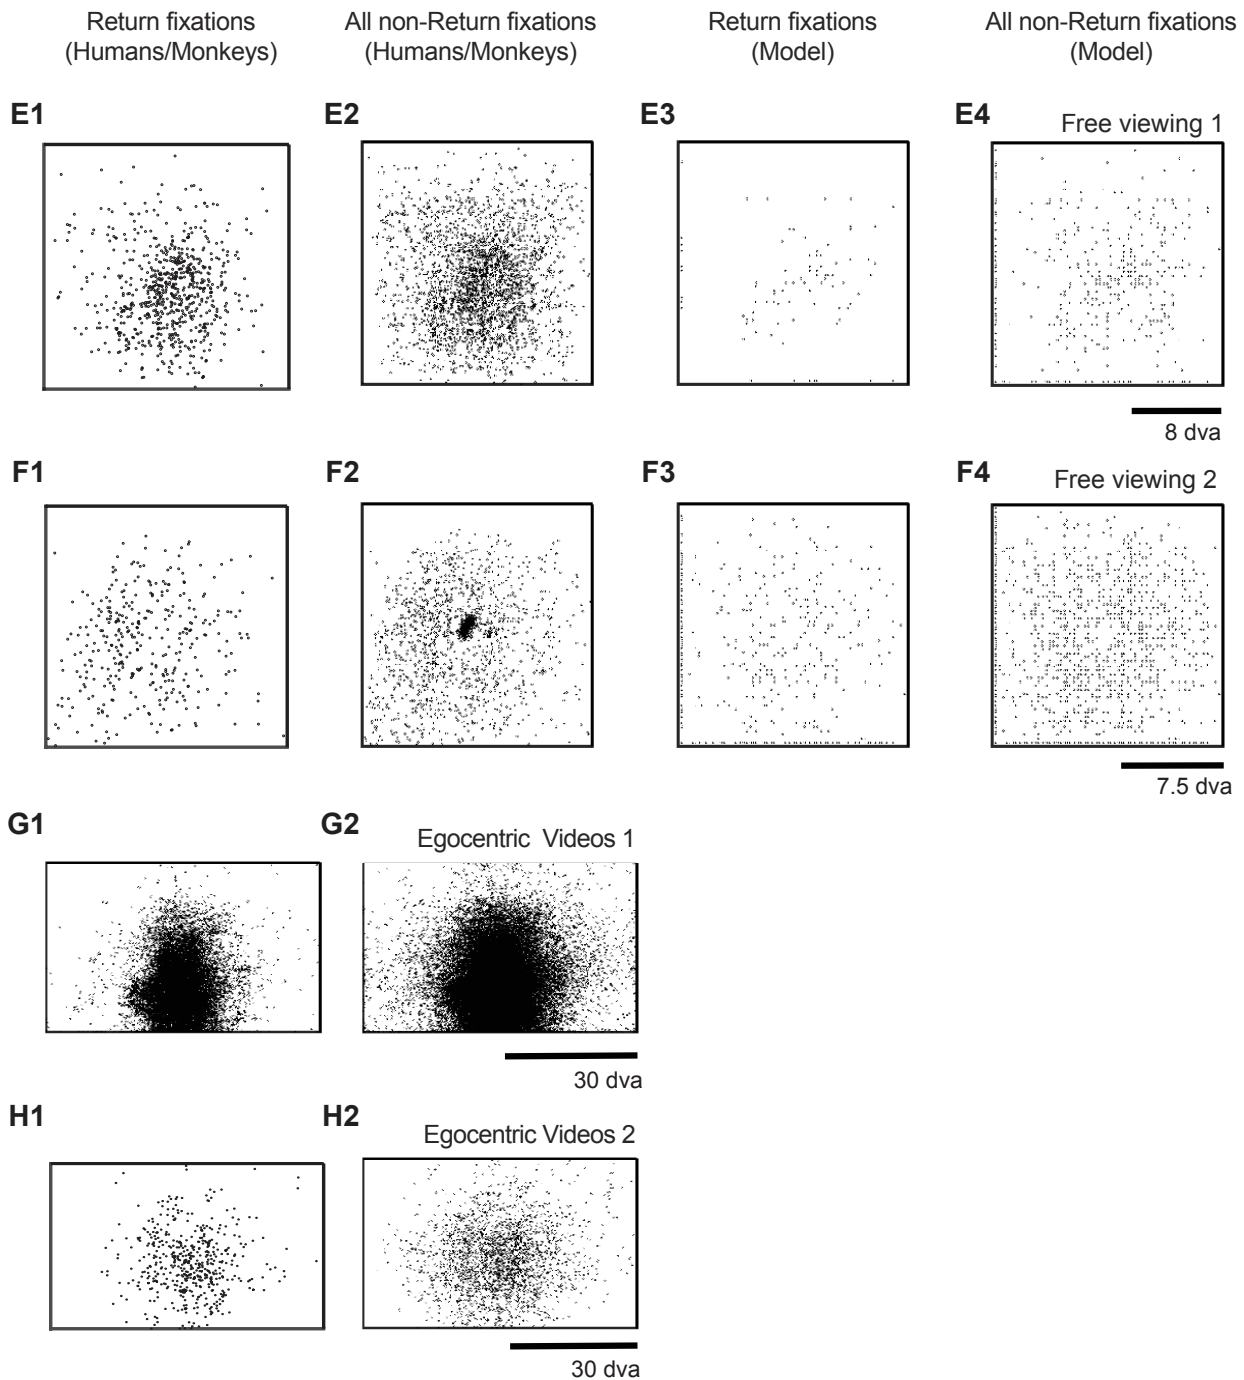 Return fixations
(Humans/Monkeys)
All non-Return fixations
(Humans/Monkeys)
Return fixations
(Model)
All non-Return fixations
(Model)
E1
E2
E3
E4
Free viewing 1
8 dva
F1
F2
F3
F4
Free viewing 2
7.5 dva
G1
G2
Egocentric Videos 1
30 dva
H1
H2
Egocentric Videos 2
30 dva